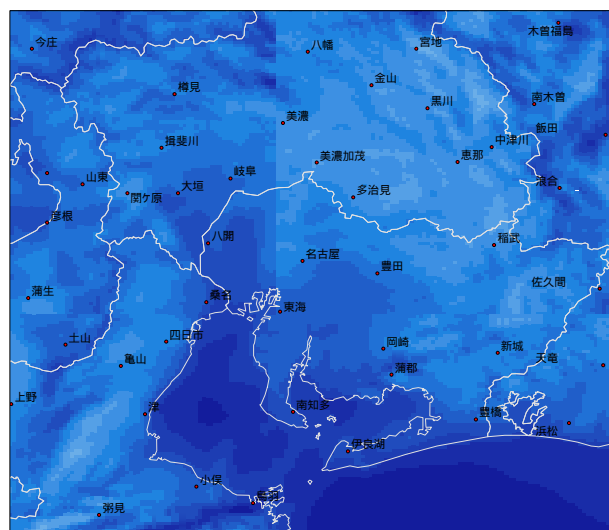 木曽福島
今庄
八幡
宮地
金山
樽見
黒川
南木曽
美濃
飯田
揖斐川
中津川
美濃加茂
恵那
岐阜
山東
浪合
大垣
関ケ原
多治見
彦根
八開
稲武
名古屋
豊田
佐久間
蒲生
桑名
東海
土山
四日市
岡崎
新城
亀山
天竜
蒲郡
上野
津
南知多
豊橋
浜松
伊良湖
小俣
粥見